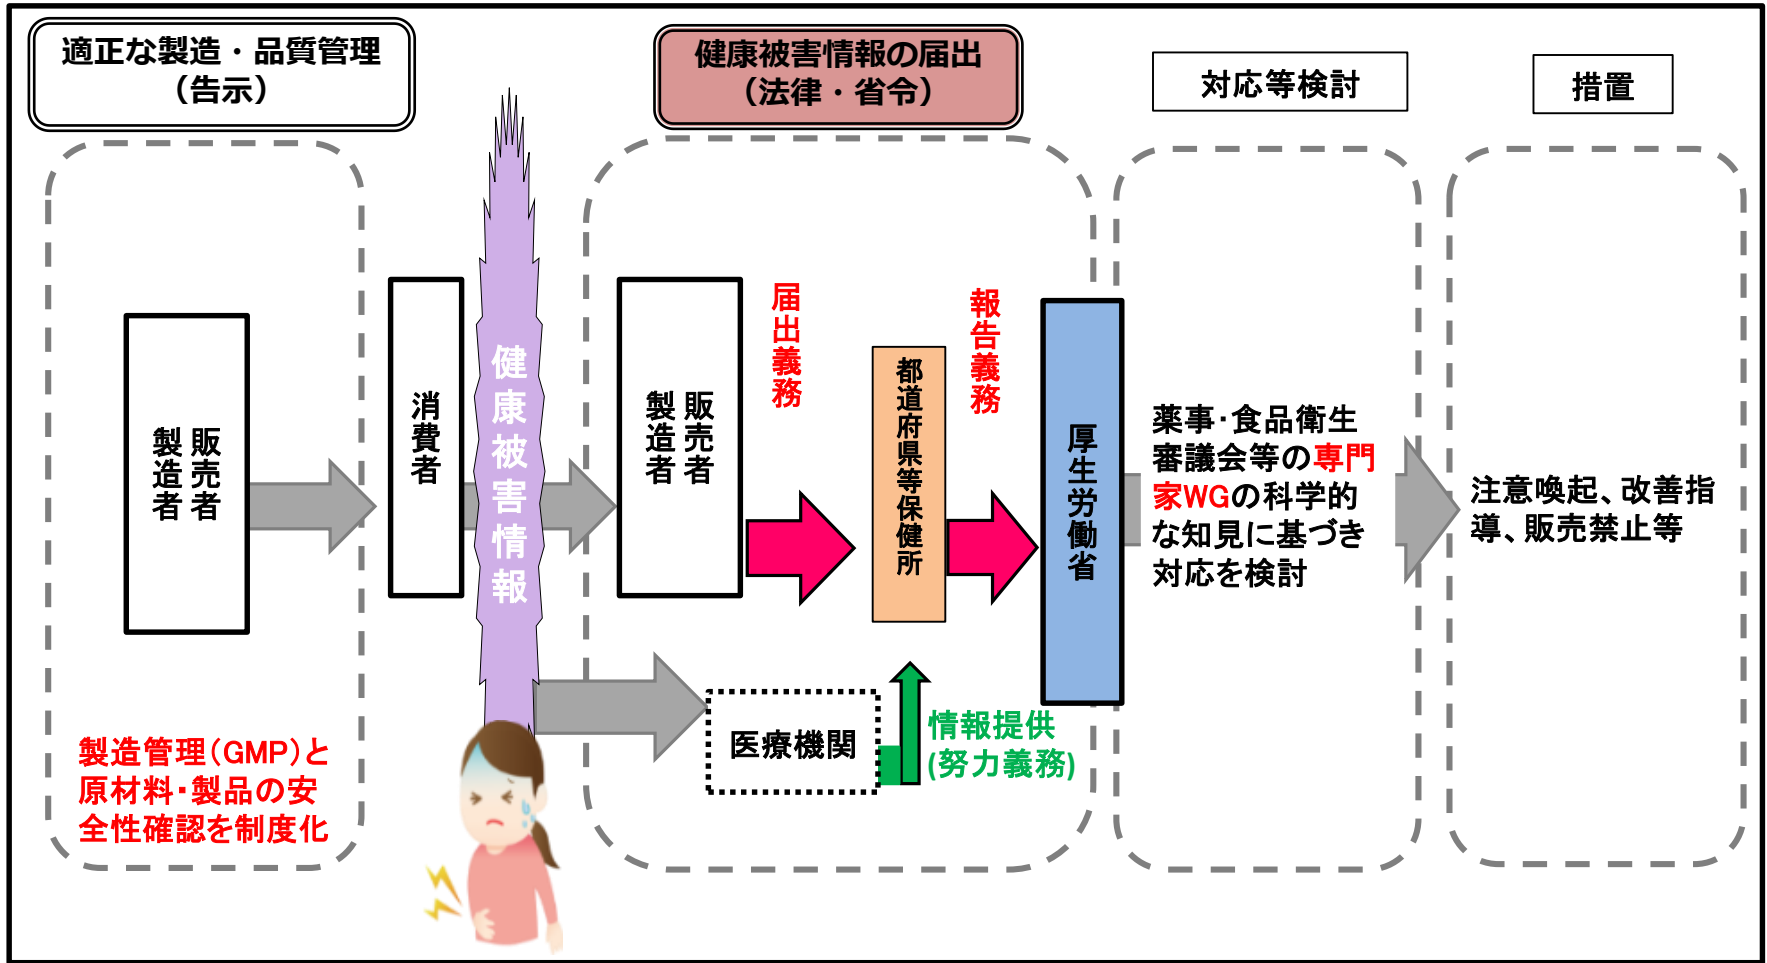 適正な製造・品質管理
（告示）
製造者
販売者
製造管理（GMP）と
原材料・製品の安
全性確認を制度化
消費者
健康被害情報
健康被害情報の届出
（法律・省令）
製造者
販売者
届出義務
都道府県等保健所
報告義務
厚生労働省
医療機関
情報提供
(努力義務)
対応等検討
薬事・食品衛生
審議会等の専門
家WGの科学的
な知見に基づき
対応を検討
措置
注意喚起、改善指
導、販売禁止等